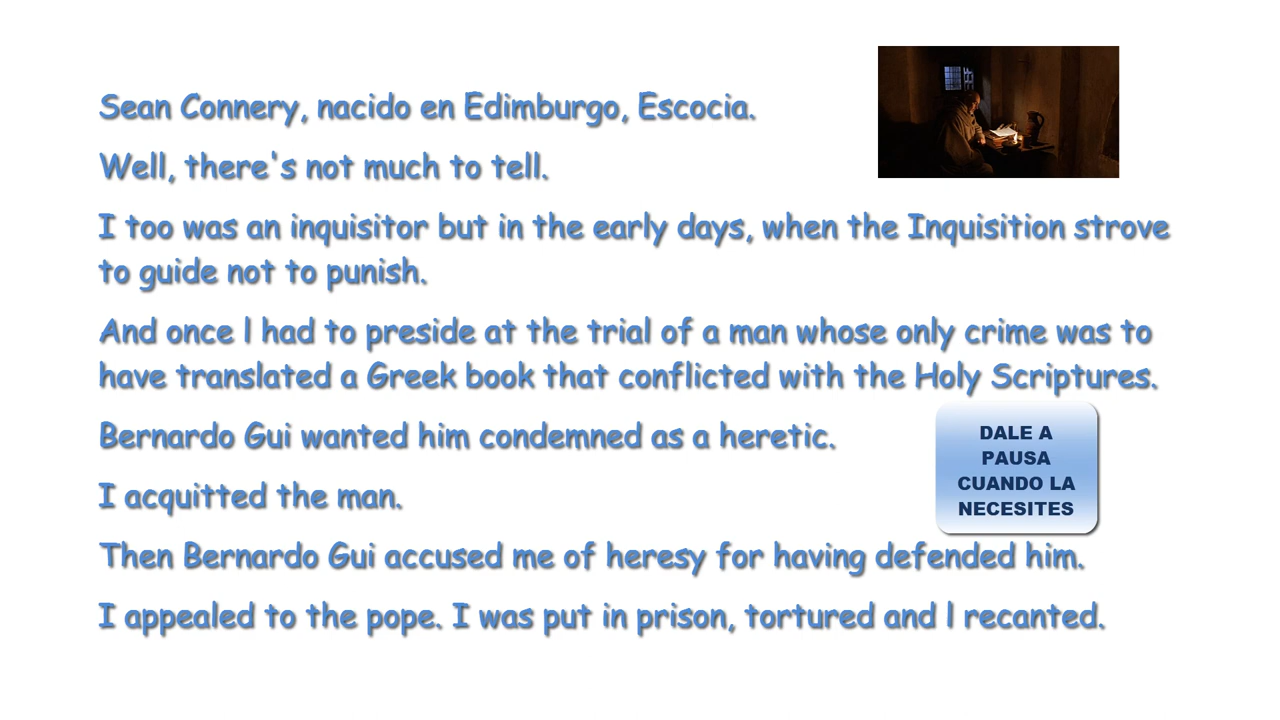 Sean Connery, nacido en Edimburgo, Escocia.
Well, there's not much to tell.
I too was an inquisitor but in the early days, when the Inquisition strove
to guide not to punish.
And once l had to preside at the trial of a man whose only crime was to
have translated a Greek book that conflicted with the Holy Scriptures.
Bernardo Gui wanted him condemned as a heretic.
I acquitted the man.
Then Bernardo Gui accused me of heresy for having defended him.
I appealed to the pope. I was put in prison, tortured and l recanted.
DALE A
PAUSA
CUANDO LA
NECESITES